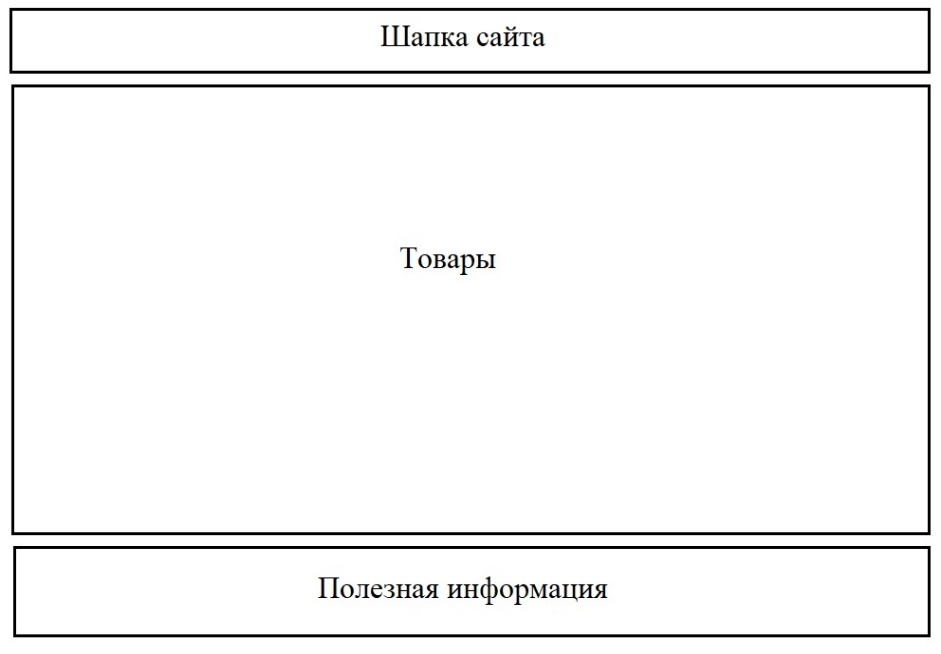 Шапка сайта
Товары
Полезная информация